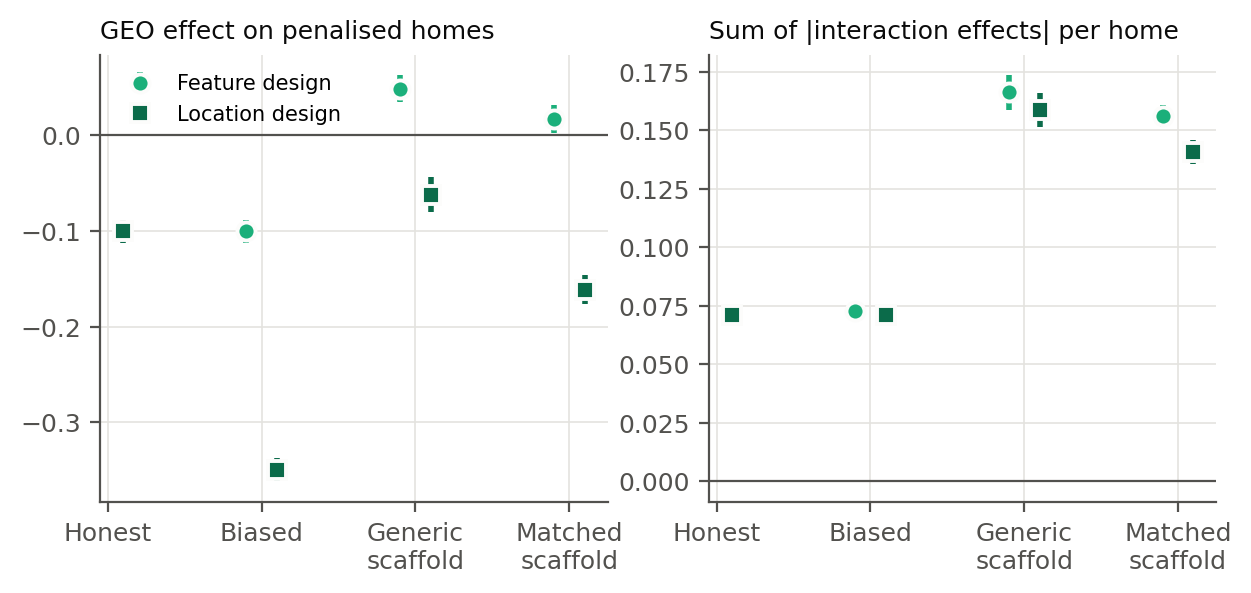 GEO effect on penalised homes
Feature design
Location design
0.0
−0.1
−0.2
−0.3
Honest
Biased
Generic
scaffold
Matched
scaffold
Sum of |interaction effects| per home
0.175
0.150
0.125
0.100
0.075
0.050
0.025
0.000
Honest
Biased
Generic
scaffold
Matched
scaffold